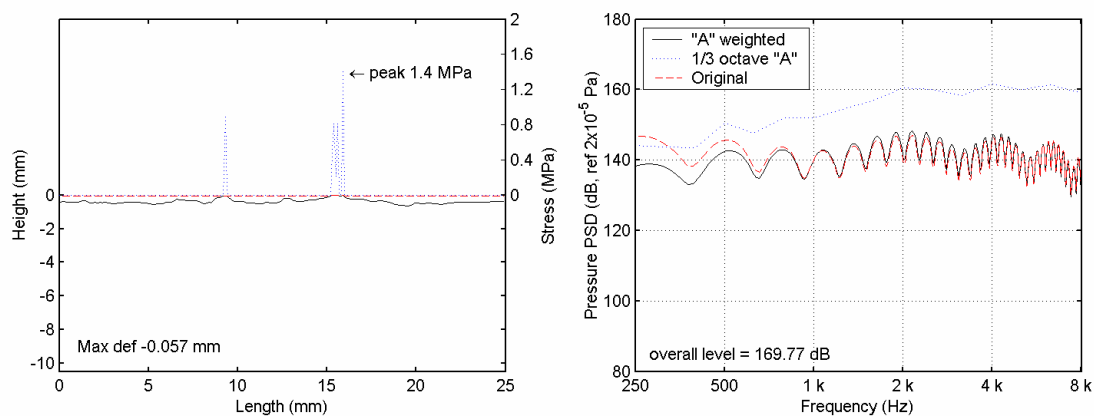 2
1.6
1.2
0.8
0.4
0
Stress (MPa)
← peak 1.4 MPa
0
-2
-4
-6
-8
-10
Height (mm)
Max def -0.057 mm
0
5
10
15
20
25
Length (mm)
180
160
140
120
100
80
Pressure PSD (dB, ref 2x10⁻⁵ Pa)
"A" weighted
1/3 octave "A"
Original
overall level = 169.77 dB
250
500
1 k
2 k
4 k
8 k
Frequency (Hz)